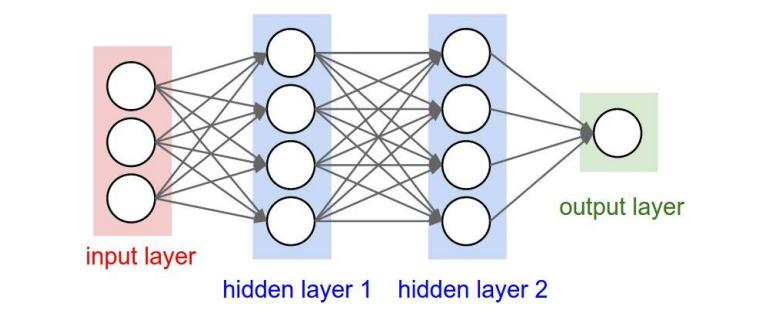 input layer
hidden layer 1
hidden layer 2
output layer